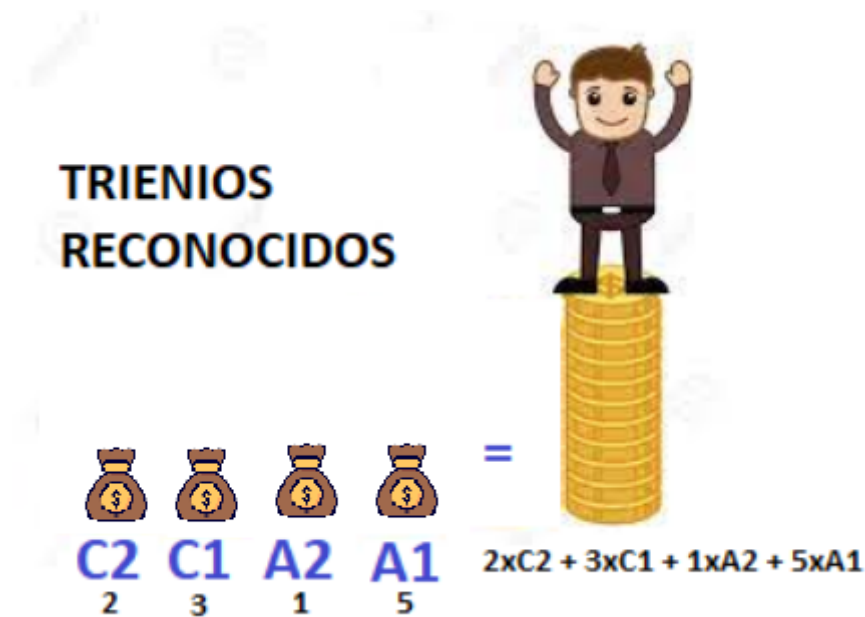 TRIENIOS
RECONOCIDOS
=
C2 C1 A2 A1
2 3 1 5
2xC2 + 3xC1 + 1xA2 + 5xA1